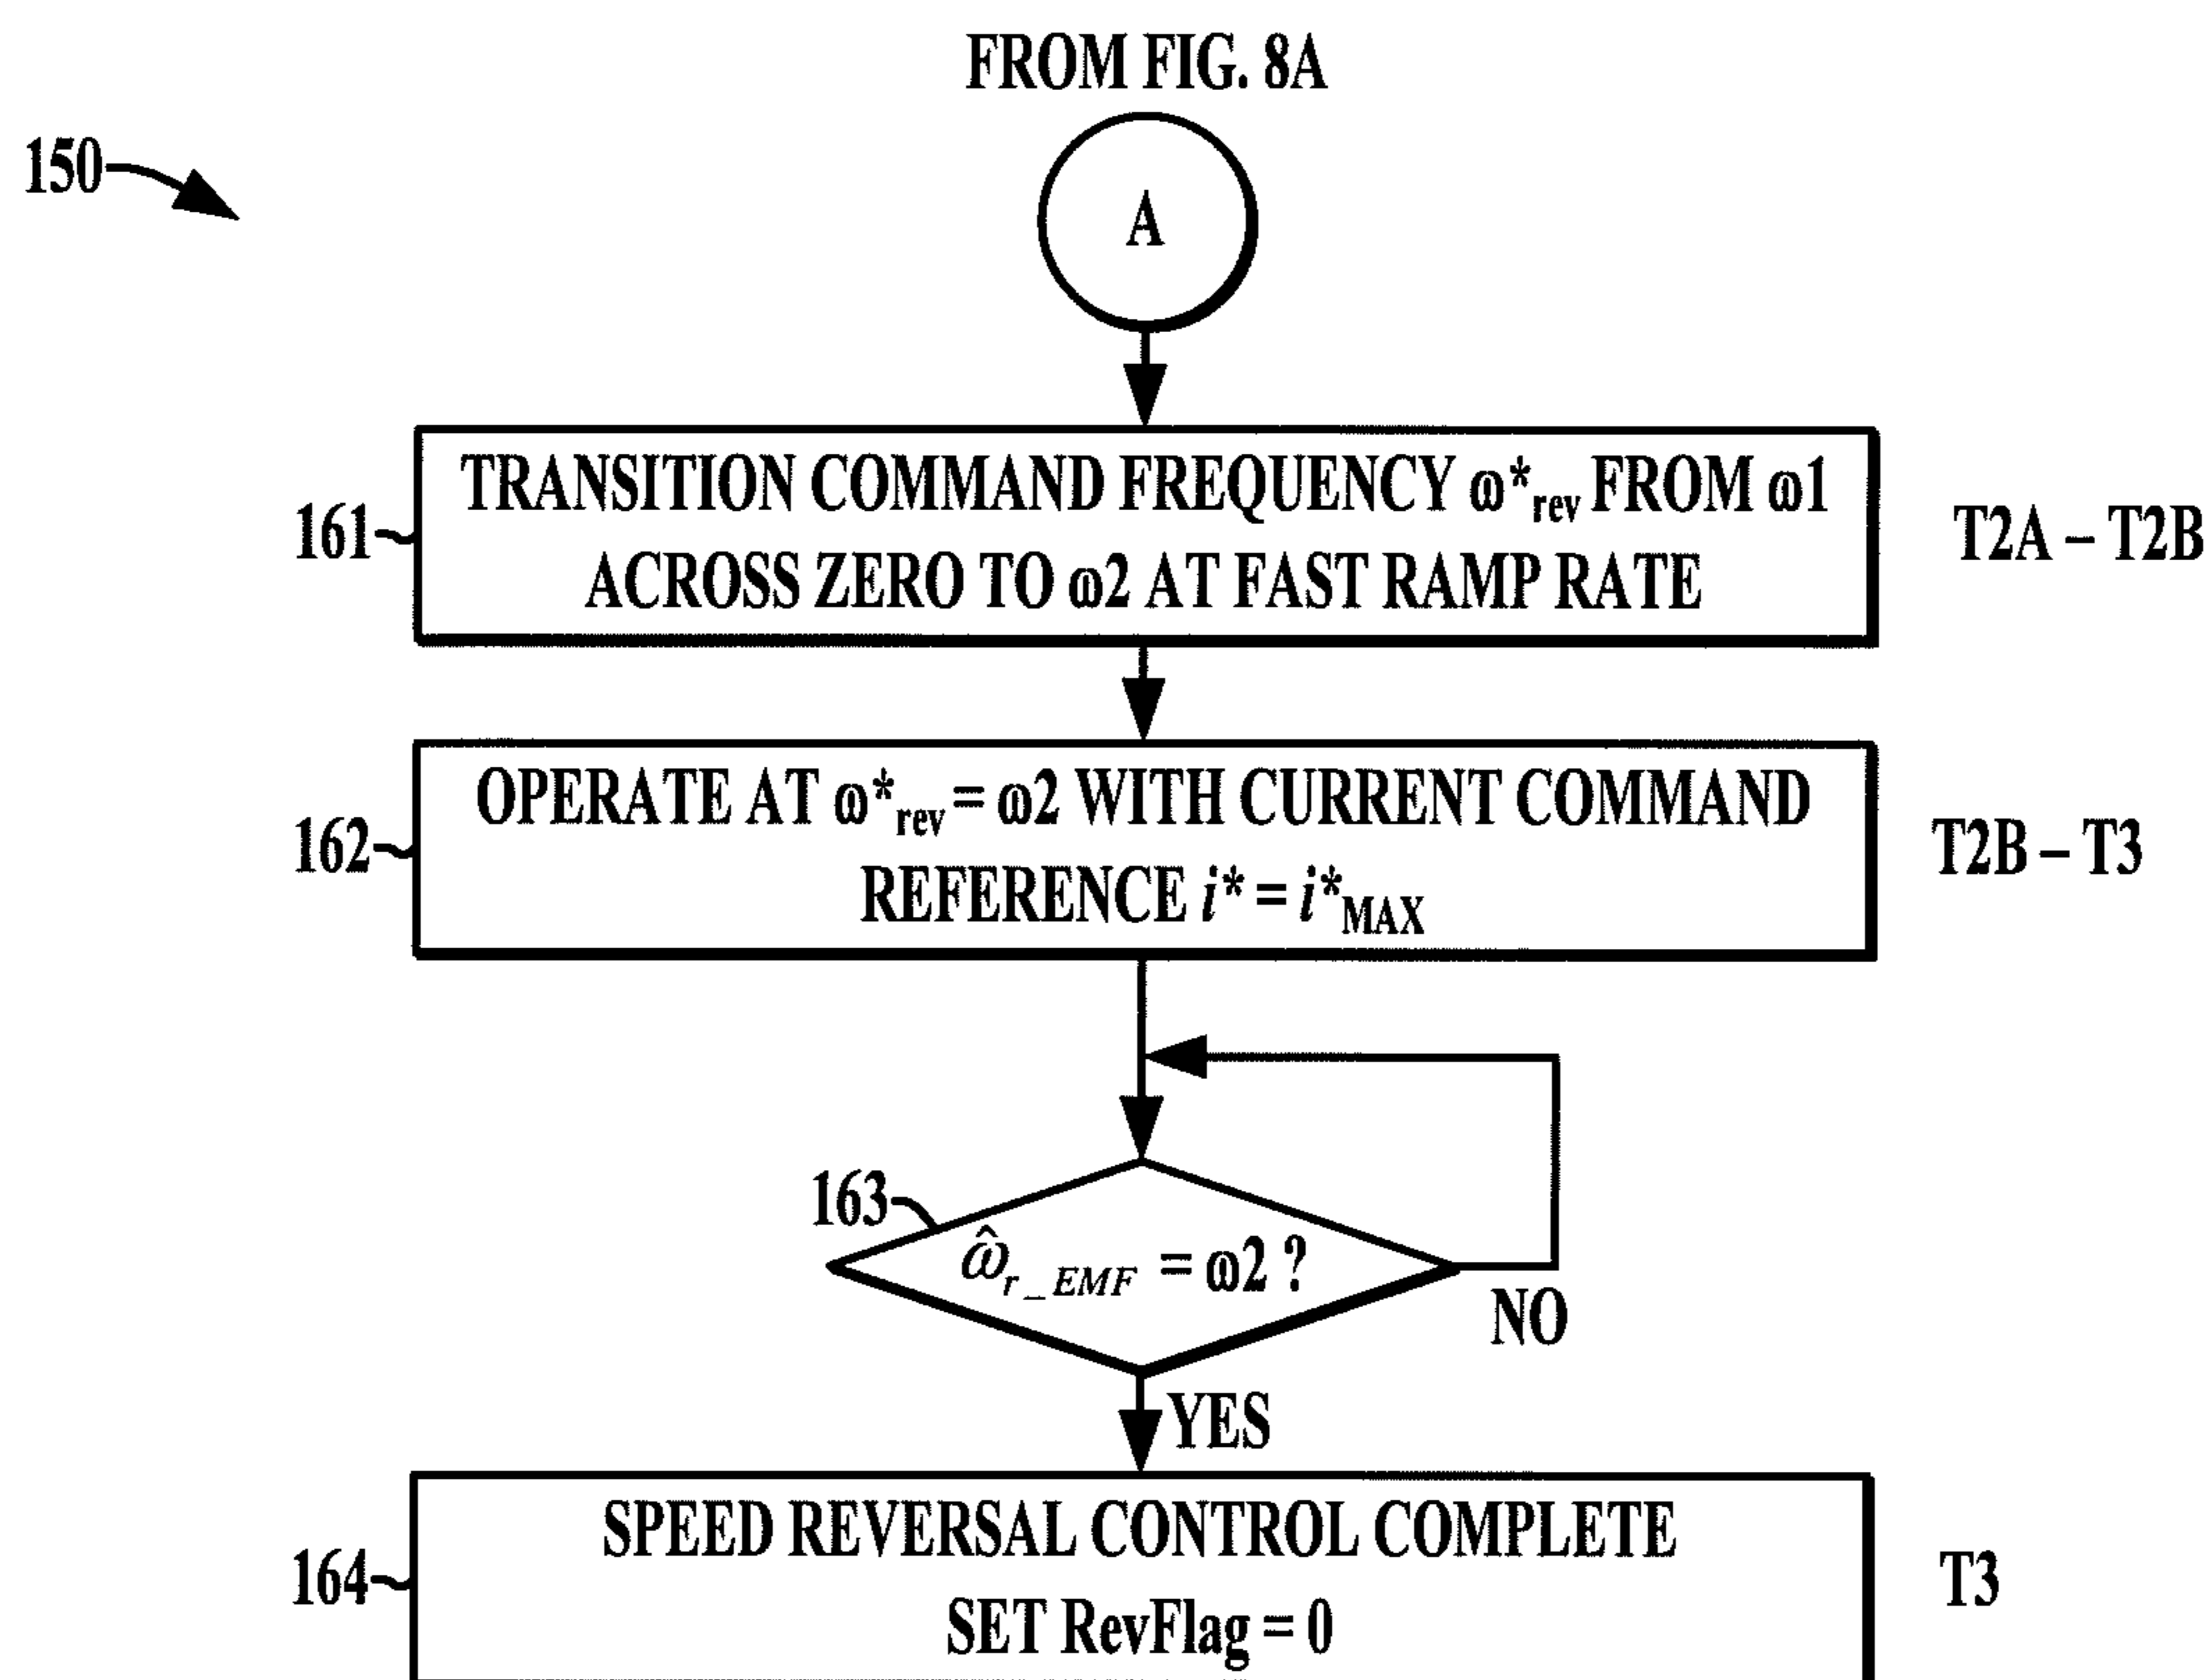 FROM FIG. 8A
150
A
TRANSITION COMMAND FREQUENCY ω*rev FROM ω1
ACROSS ZERO TO ω2 AT FAST RAMP RATE
161
T2A – T2B
OPERATE AT ω*rev = ω2 WITH CURRENT COMMAND
REFERENCE i* = i*MAX
162
T2B – T3
163
ω̂r_EMF = ω2 ?
NO
YES
SPEED REVERSAL CONTROL COMPLETE
SET RevFlag = 0
164
T3